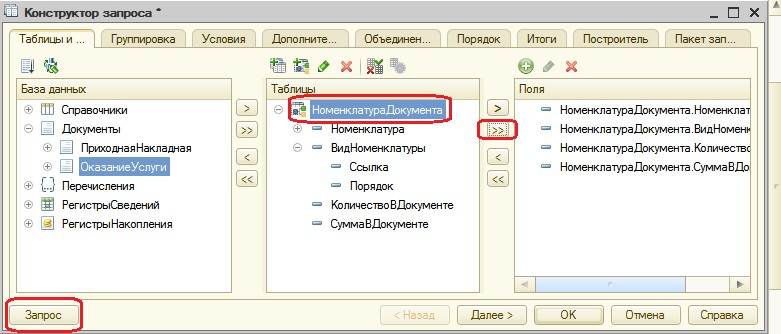 Конструктор запроса *
Таблицы и ... Группировка Условия Дополните... Объединен... Порядок Итоги Построитель Пакет зап...
База данных
Справочники
Документы
ПриходнаяНакладная
ОказаниеУслуги
Перечисления
РегистрыСведений
РегистрыНакопления
> >> < <<
Таблицы
НоменклатураДокумента
Номенклатура
ВидНоменклатуры
Ссылка
Порядок
КоличествоВДокументе
СуммаВДокументе
> >> < <<
Поля
НоменклатураДокумента.Номенклат
НоменклатураДокумента.ВидНоменк
НоменклатураДокумента.Количество
НоменклатураДокумента.СуммаВДо
Запрос < Назад Далее > OK Отмена Справка